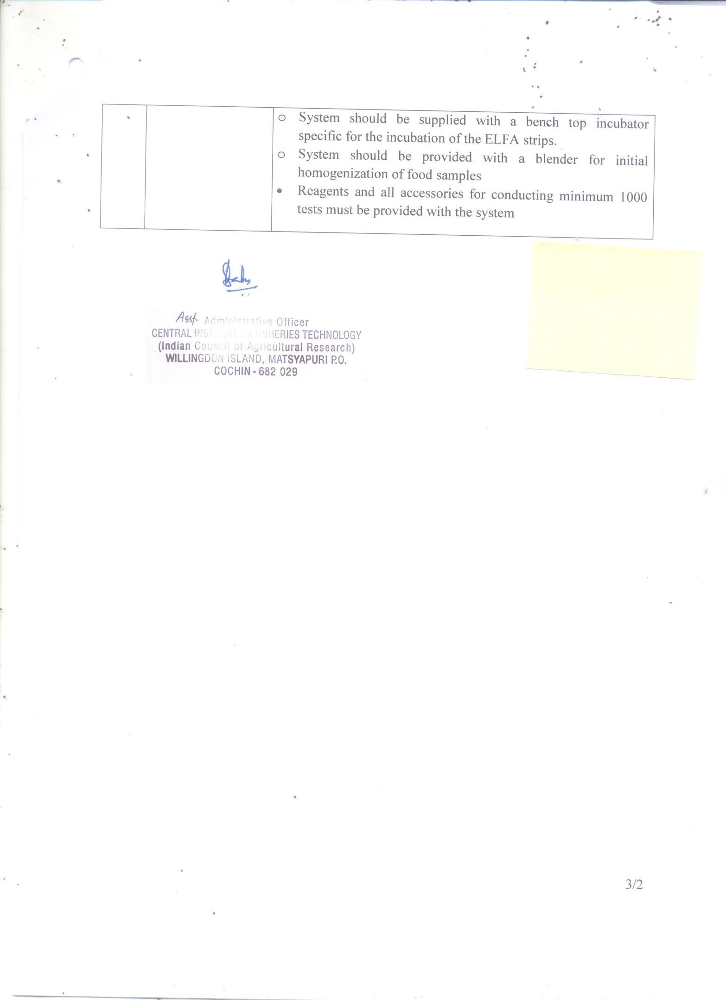 ○ System should be supplied with a bench top incubator
specific for the incubation of the ELFA strips.
○ System should be provided with a blender for initial
homogenization of food samples
• Reagents and all accessories for conducting minimum 1000
tests must be provided with the system
Asst. Administrative Officer
CENTRAL INSTITUTE OF FISHERIES TECHNOLOGY
(Indian Council of Agricultural Research)
WILLINGDON ISLAND, MATSYAPURI P.O.
COCHIN - 682 029
3/2